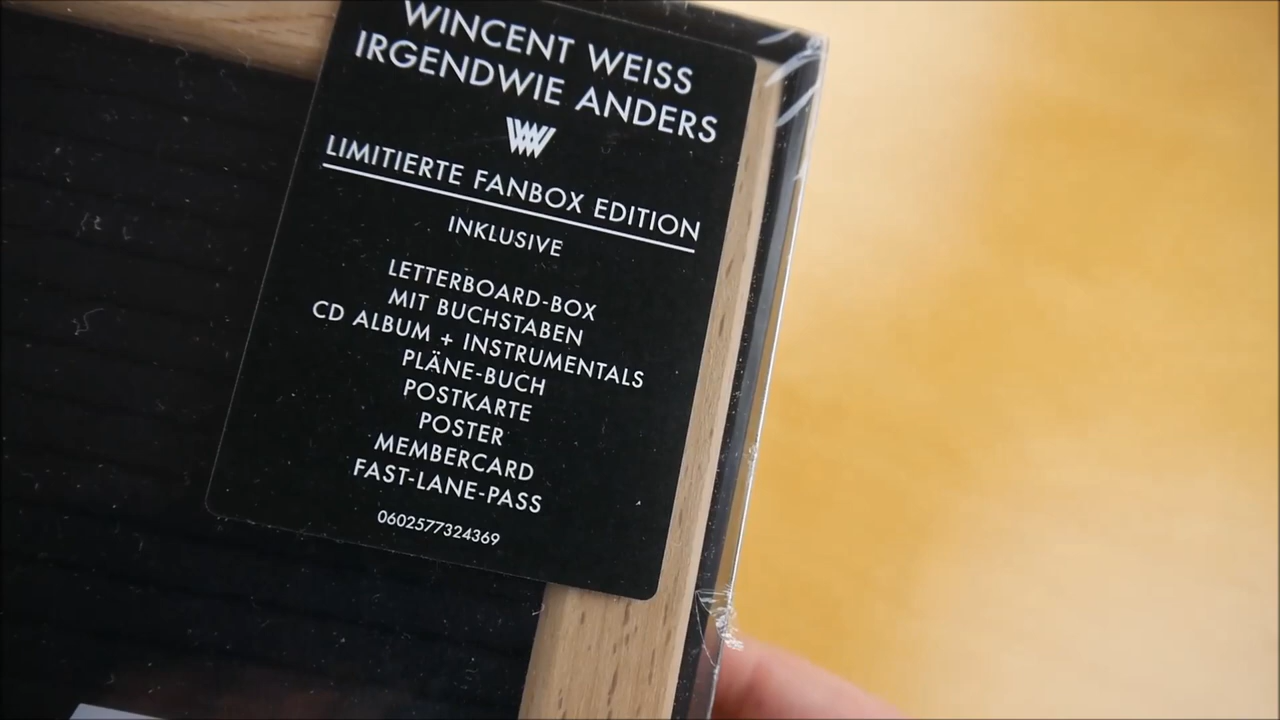 WINCENT WEISS
IRGENDWIE ANDERS
LIMITIERTE FANBOX EDITION
INKLUSIVE
LETTERBOARD-BOX
MIT BUCHSTABEN
CD ALBUM + INSTRUMENTALS
PLÄNE-BUCH
POSTKARTE
POSTER
MEMBERCARD
FAST-LANE-PASS
0602577324369